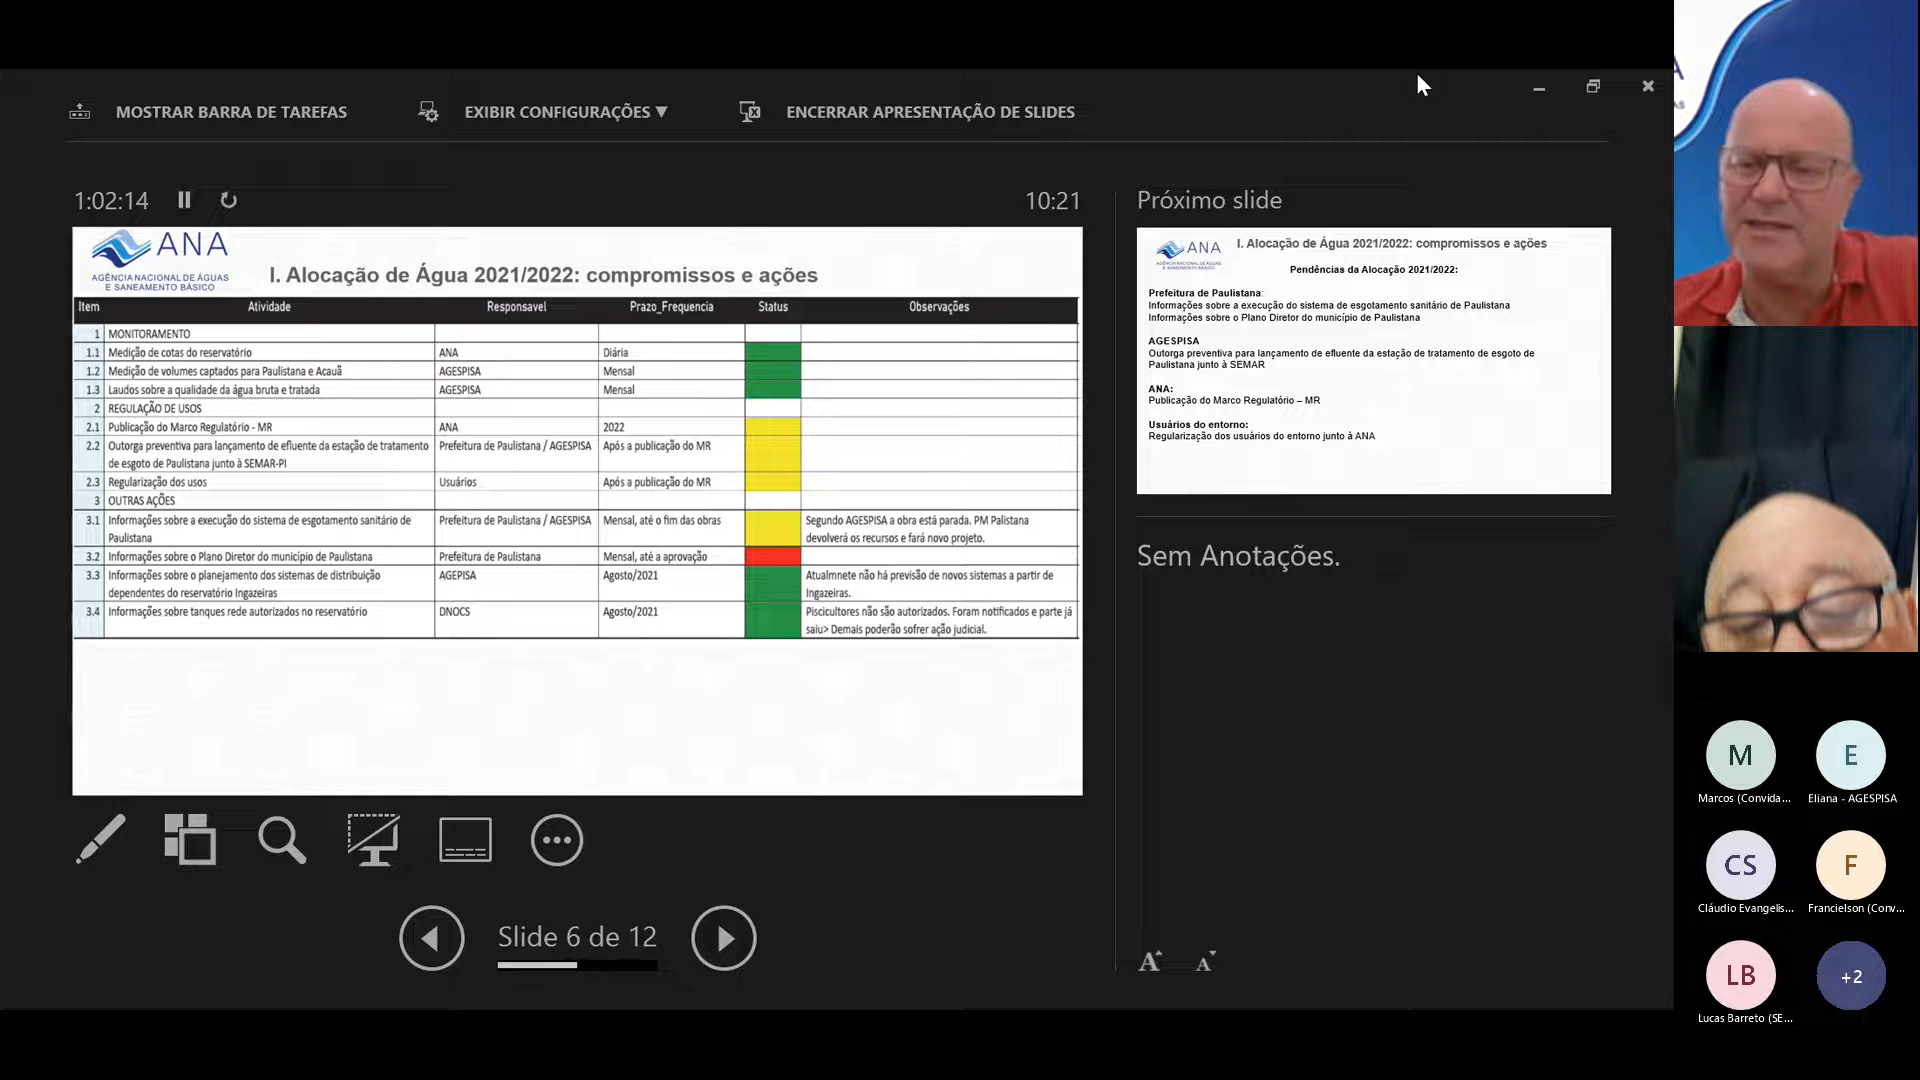 MOSTRAR BARRA DE TAREFAS
EXIBIR CONFIGURAÇÕES ▼
ENCERRAR APRESENTAÇÃO DE SLIDES
1:02:14
10:21
ANA
AGÊNCIA NACIONAL DE ÁGUAS
E SANEAMENTO BÁSICO
I. Alocação de Água 2021/2022: compromissos e ações
Item Atividade Responsavel Prazo_Frequencia Status Observações
1 MONITORAMENTO
1.1 Medição de cotas do reservatório ANA Diária
1.2 Medição de volumes captados para Paulistana e Acauã AGESPISA Mensal
1.3 Laudos sobre a qualidade da água bruta e tratada AGESPISA Mensal
2 REGULAÇÃO DE USOS
2.1 Publicação do Marco Regulatório - MR ANA 2022
2.2 Outorga preventiva para lançamento de efluente da estação de tratamento Prefeitura de Paulistana / AGESPISA Após a publicação do MR
de esgoto de Paulistana junto à SEMAR-PI
2.3 Regularização dos usos Usuários Após a publicação do MR
3 OUTRAS AÇÕES
3.1 Informações sobre a execução do sistema de esgotamento sanitário de Prefeitura de Paulistana / AGESPISA Mensal, até o fim das obras Segundo AGESPISA a obra está parada. PM Palistana
Paulistana devolverá os recursos e fará novo projeto.
3.2 Informações sobre o Plano Diretor do município de Paulistana Prefeitura de Paulistana Mensal, até a aprovação
3.3 Informações sobre o planejamento dos sistemas de distribuição AGEPISA Agosto/2021 Atualmnete não há previsão de novos sistemas a partir de
dependentes do reservatório Ingazeiras Ingazeiras.
3.4 Informações sobre tanques rede autorizados no reservatório DNOCS Agosto/2021 Piscicultores não são autorizados. Foram notificados e parte já
saíu> Demais poderão sofrer ação judicial.
Slide 6 de 12
Próximo slide
ANA
AGÊNCIA NACIONAL DE ÁGUAS
E SANEAMENTO BÁSICO
I. Alocação de Água 2021/2022: compromissos e ações
Pendências da Alocação 2021/2022:
Prefeitura de Paulistana:
Informações sobre a execução do sistema de esgotamento sanitário de Paulistana
Informações sobre o Plano Diretor do município de Paulistana
AGESPISA
Outorga preventiva para lançamento de efluente da estação de tratamento de esgoto de
Paulistana junto à SEMAR
ANA:
Publicação do Marco Regulatório – MR
Usuários do entorno:
Regularização dos usuários do entorno junto à ANA
Sem Anotações.
A A
M E
Marcos (Convida... Eliana - AGESPISA
CS F
Cláudio Evangelis... Francielson (Conv...
LB +2
Lucas Barreto (SE...